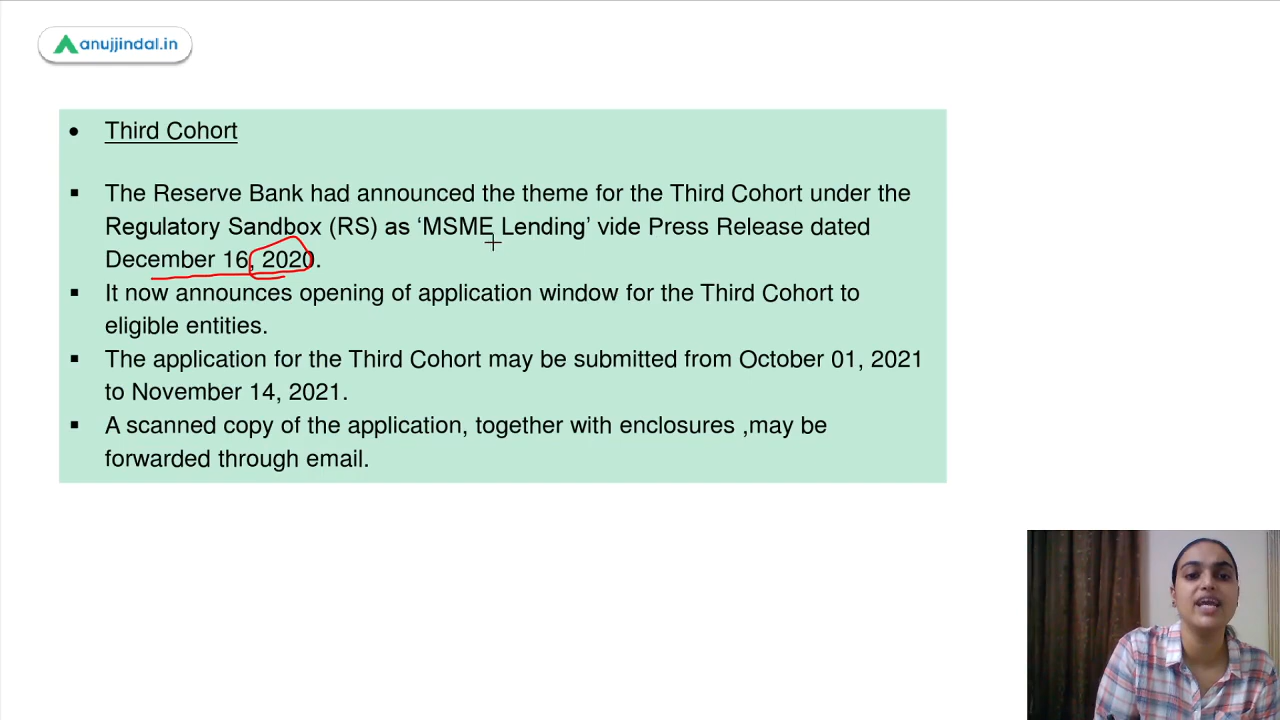 anujjindal.in
• Third Cohort
▪ The Reserve Bank had announced the theme for the Third Cohort under the
Regulatory Sandbox (RS) as ‘MSME Lending’ vide Press Release dated
December 16, 2020.
▪ It now announces opening of application window for the Third Cohort to
eligible entities.
▪ The application for the Third Cohort may be submitted from October 01, 2021
to November 14, 2021.
▪ A scanned copy of the application, together with enclosures ,may be
forwarded through email.